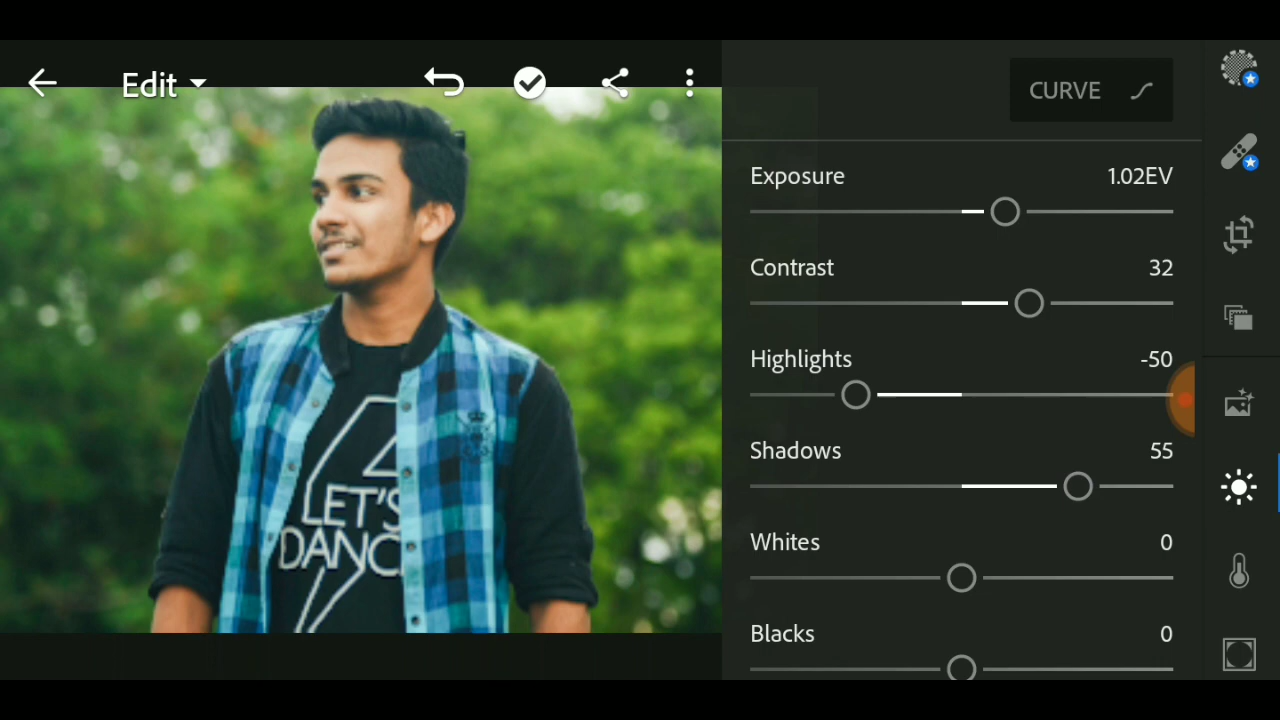 Edit
CURVE
Exposure 1.02EV
Contrast 32
Highlights -50
Shadows 55
Whites 0
Blacks 0
LET'S
DANC